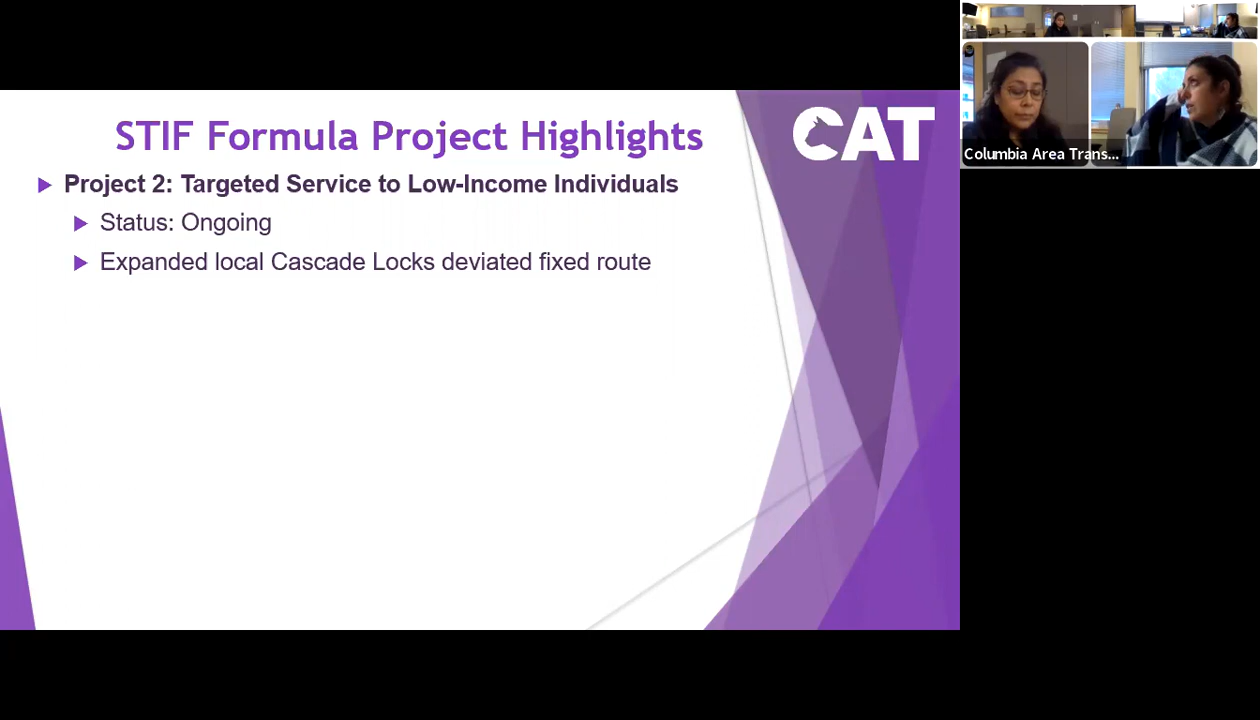 STIF Formula Project Highlights
CAT
Project 2: Targeted Service to Low-Income Individuals
Status: Ongoing
Expanded local Cascade Locks deviated fixed route
Columbia Area Trans...